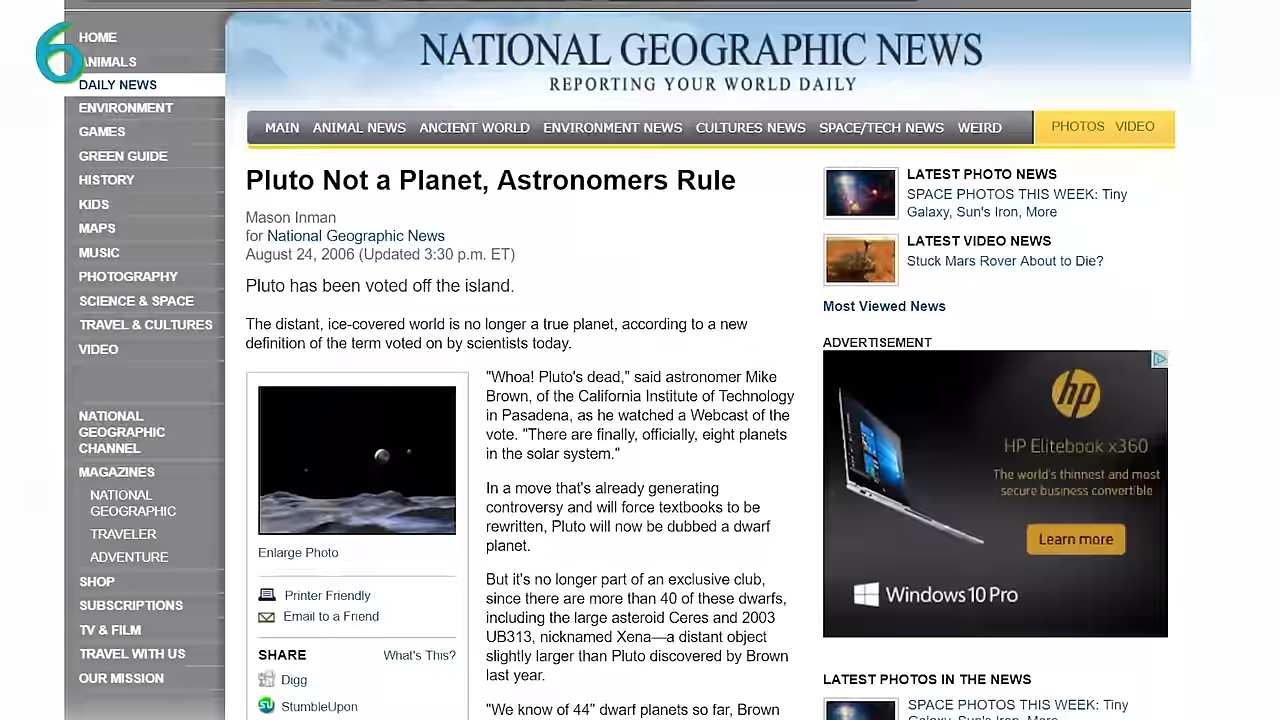 6
HOME
ANIMALS
DAILY NEWS
ENVIRONMENT
GAMES
GREEN GUIDE
HISTORY
KIDS
MAPS
MUSIC
PHOTOGRAPHY
SCIENCE & SPACE
TRAVEL & CULTURES
VIDEO
NATIONAL
GEOGRAPHIC
CHANNEL
MAGAZINES
NATIONAL
GEOGRAPHIC
TRAVELER
ADVENTURE
SHOP
SUBSCRIPTIONS
TV & FILM
TRAVEL WITH US
OUR MISSION
NATIONAL GEOGRAPHIC NEWS
REPORTING YOUR WORLD DAILY
MAIN ANIMAL NEWS ANCIENT WORLD ENVIRONMENT NEWS CULTURES NEWS SPACE/TECH NEWS WEIRD PHOTOS VIDEO
Pluto Not a Planet, Astronomers Rule
Mason Inman
for National Geographic News
August 24, 2006 (Updated 3:30 p.m. ET)
Pluto has been voted off the island.
The distant, ice-covered world is no longer a true planet, according to a new
definition of the term voted on by scientists today.
Enlarge Photo
Printer Friendly
Email to a Friend
SHARE What's This?
Digg
StumbleUpon
"Whoa! Pluto's dead," said astronomer Mike
Brown, of the California Institute of Technology
in Pasadena, as he watched a Webcast of the
vote. "There are finally, officially, eight planets
in the solar system."
In a move that's already generating
controversy and will force textbooks to be
rewritten, Pluto will now be dubbed a dwarf
planet.
But it's no longer part of an exclusive club,
since there are more than 40 of these dwarfs,
including the large asteroid Ceres and 2003
UB313, nicknamed Xena—a distant object
slightly larger than Pluto discovered by Brown
last year.
"We know of 44" dwarf planets so far, Brown
LATEST PHOTO NEWS
SPACE PHOTOS THIS WEEK: Tiny
Galaxy, Sun's Iron, More
LATEST VIDEO NEWS
Stuck Mars Rover About to Die?
Most Viewed News
ADVERTISEMENT
hp
HP Elitebook x360
The world's thinnest and most
secure business convertible
Learn more
Windows 10 Pro
LATEST PHOTOS IN THE NEWS
SPACE PHOTOS THIS WEEK: Tiny
Galaxy, Sun's Iron, More